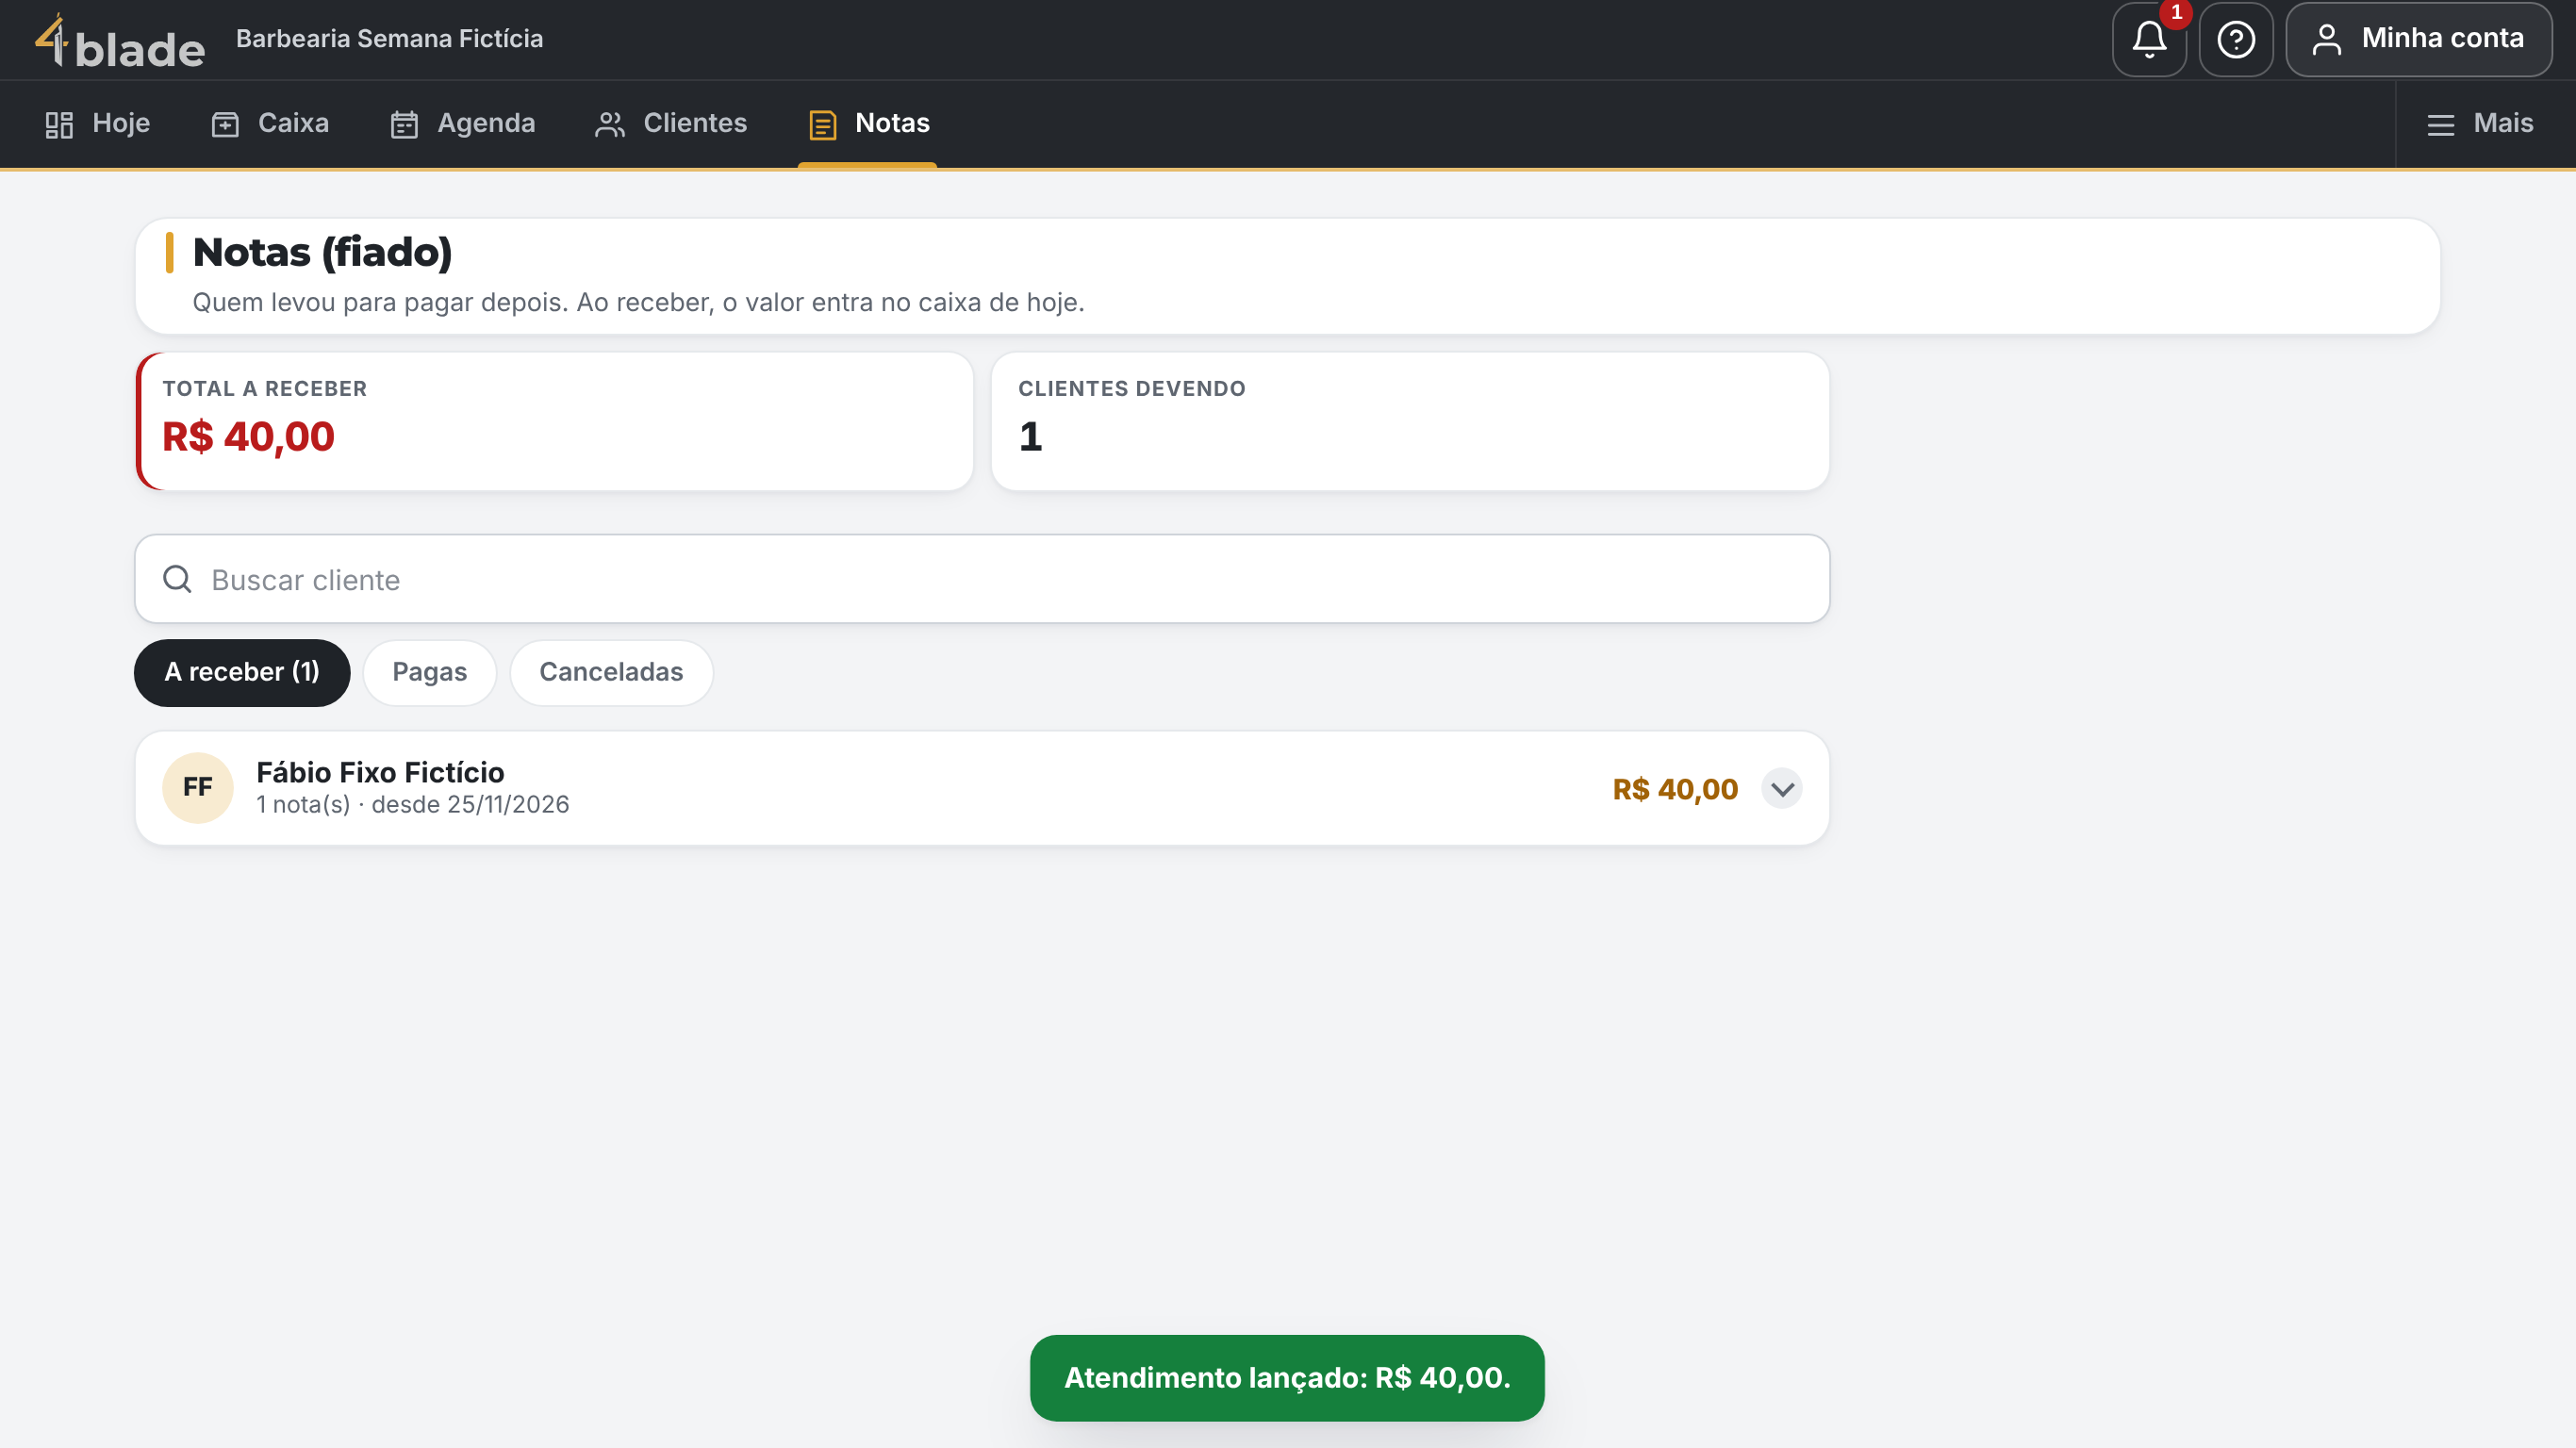 4blade
Barbearia Semana Fictícia
1
Minha conta
Hoje
Caixa
Agenda
Clientes
Notas
Mais
Notas (fiado)
Quem levou para pagar depois. Ao receber, o valor entra no caixa de hoje.
TOTAL A RECEBER
R$ 40,00
CLIENTES DEVENDO
1
Buscar cliente
A receber (1)
Pagas
Canceladas
FF
Fábio Fixo Fictício
1 nota(s) · desde 25/11/2026
R$ 40,00
Atendimento lançado: R$ 40,00.